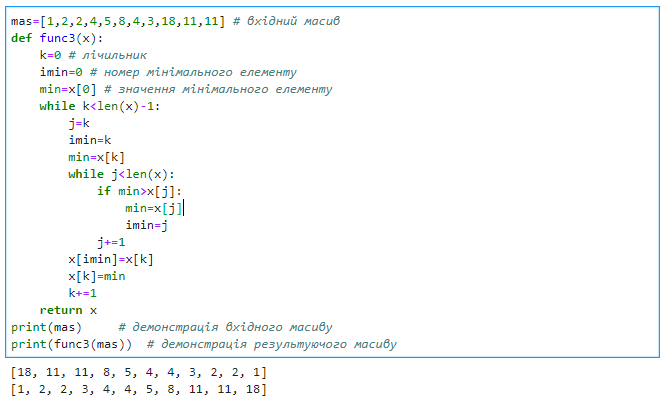 mas=[1,2,2,4,5,8,4,3,18,11,11] # вхідний масив
def func3(x):
    k=0 # лічильник
    imin=0 # номер мінімального елементу
    min=x[0] # значення мінімального елементу
    while k<len(x)-1:
        j=k
        imin=k
        min=x[k]
        while j<len(x):
            if min>x[j]:
                min=x[j]
                imin=j
            j+=1
        x[imin]=x[k]
        x[k]=min
        k+=1
    return x
print(mas)     # демонстрація вхідного масиву
print(func3(mas))  # демонстрація результуючого масиву
[18, 11, 11, 8, 5, 4, 4, 3, 2, 2, 1]
[1, 2, 2, 3, 4, 4, 5, 8, 11, 11, 18]